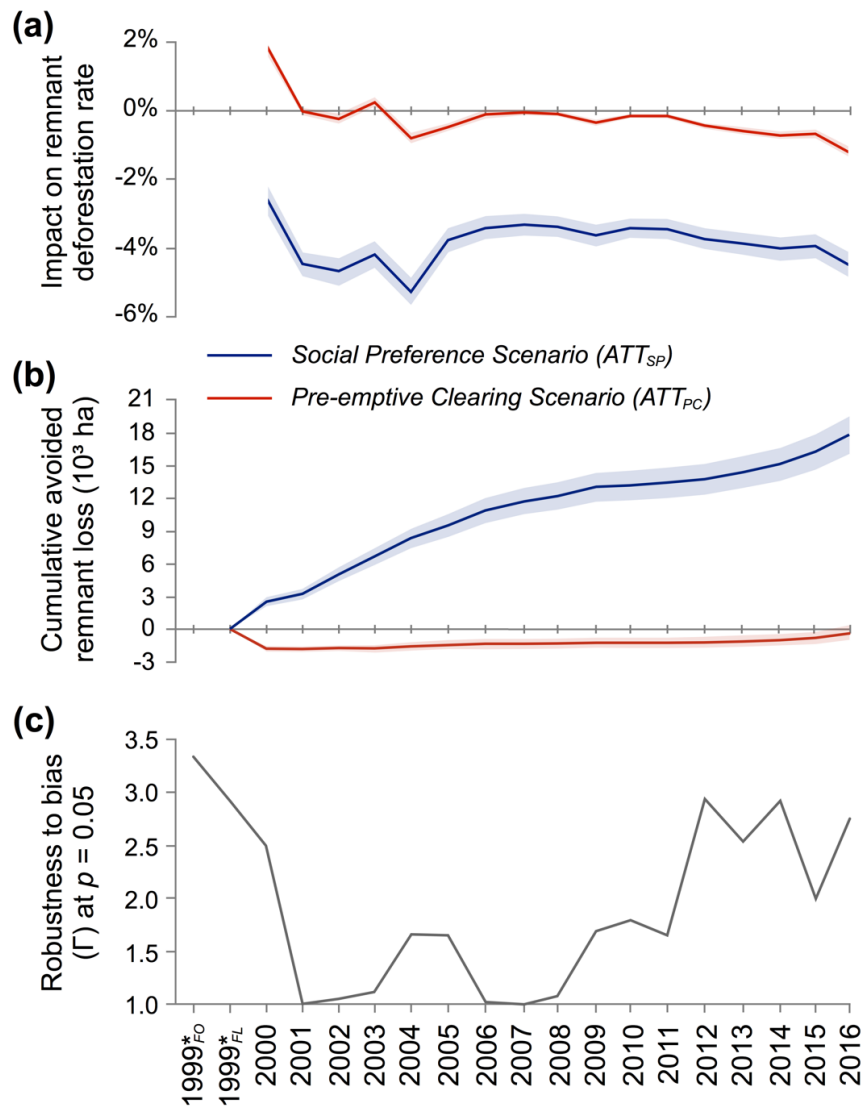 (a)
Impact on remnant
deforestation rate
2%
0%
-2%
-4%
-6%
Social Preference Scenario (ATT_SP)
Pre-emptive Clearing Scenario (ATT_PC)
(b)
Cumulative avoided
remnant loss (10³ ha)
21
18
15
12
9
6
3
0
-3
(c)
Robustness to bias
(Γ) at p = 0.05
3.5
3.0
2.5
2.0
1.5
1.0
1999*FO
1999*FL
2000
2001
2002
2003
2004
2005
2006
2007
2008
2009
2010
2011
2012
2013
2014
2015
2016